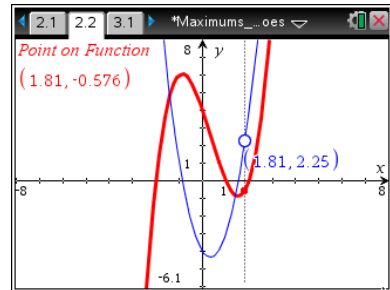 2.1 2.2 3.1 *Maximums_...oes
Point on Function
(1.81, -0.576)
8 y
(1.81, 2.25)
x
1
-8 1 8
-6.1